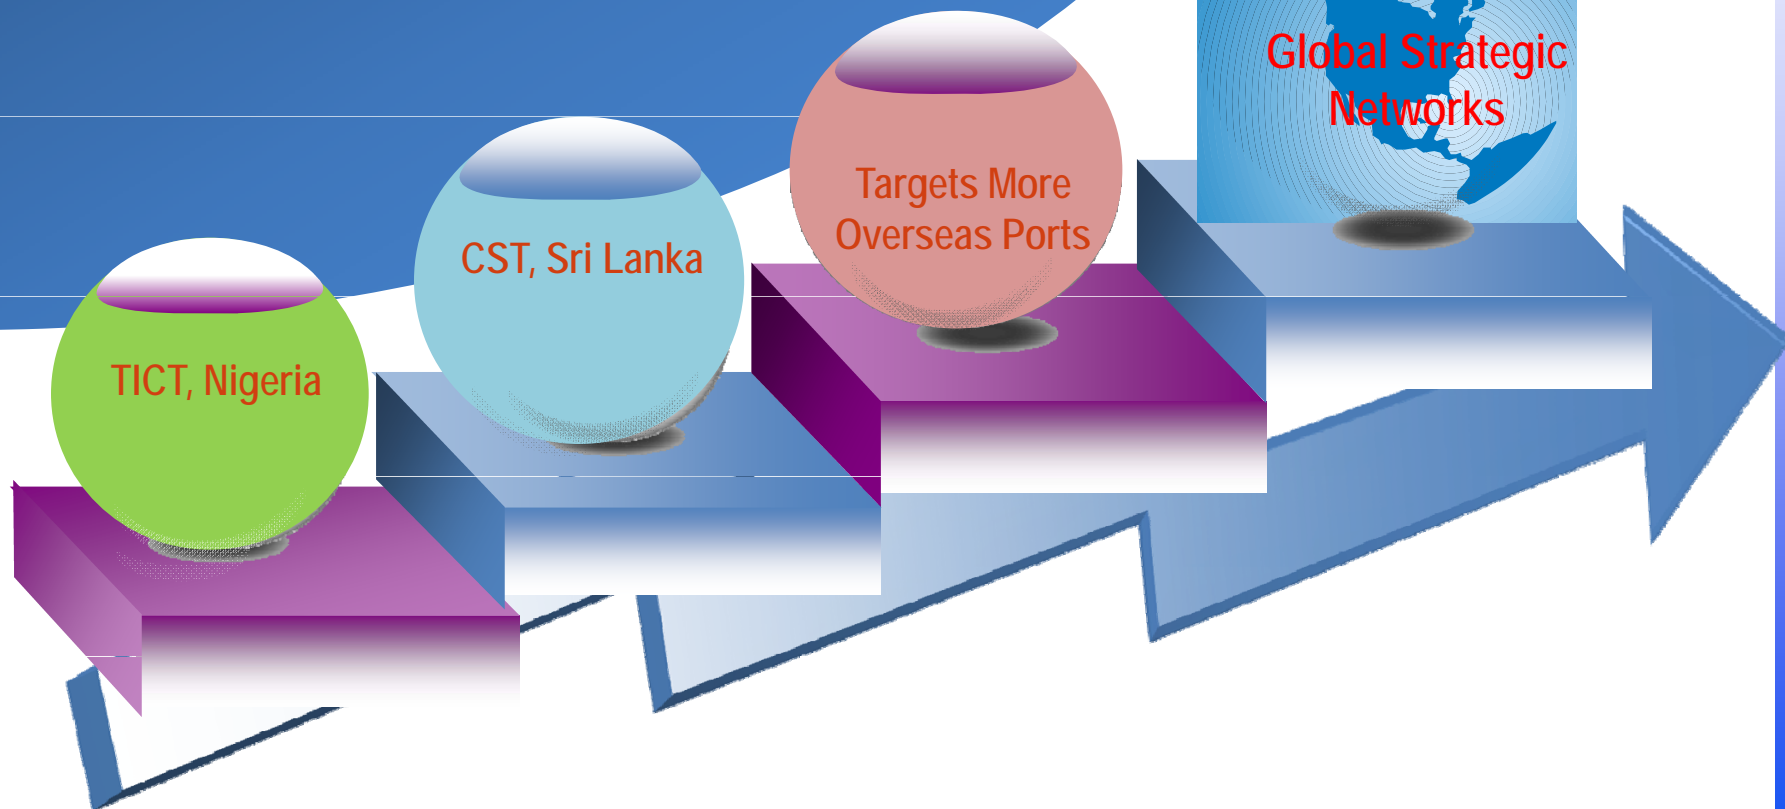 TICT, Nigeria
CST, Sri Lanka
Targets More
Overseas Ports
Global Strategic
Networks